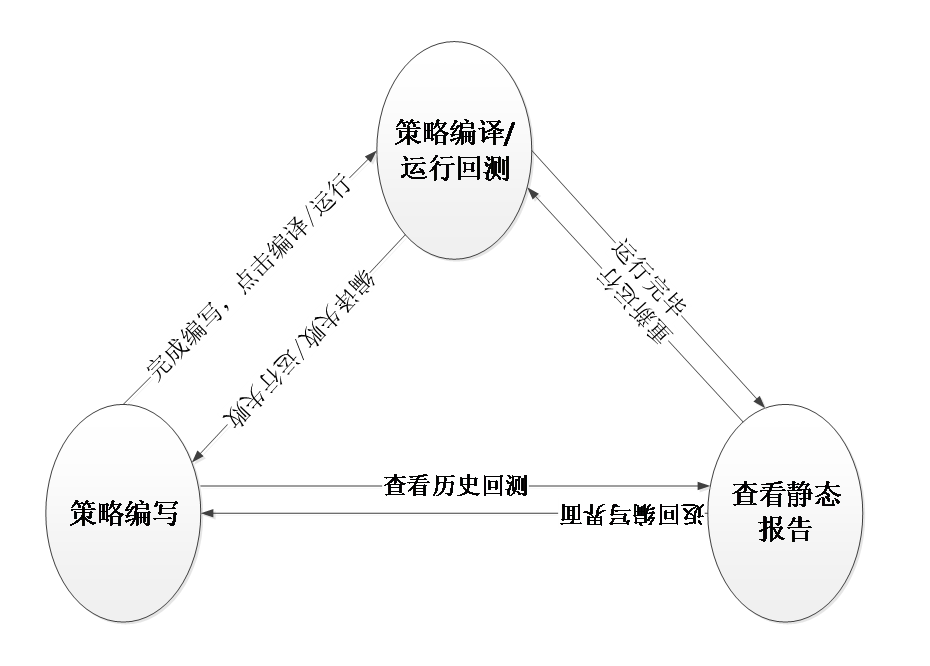 策略编译/
运行回测
完成编写，点击编译/运行
编译失败/运行失败
运行完毕
重新运行
策略编写
查看历史回测
返回编写界面
查看静态
报告